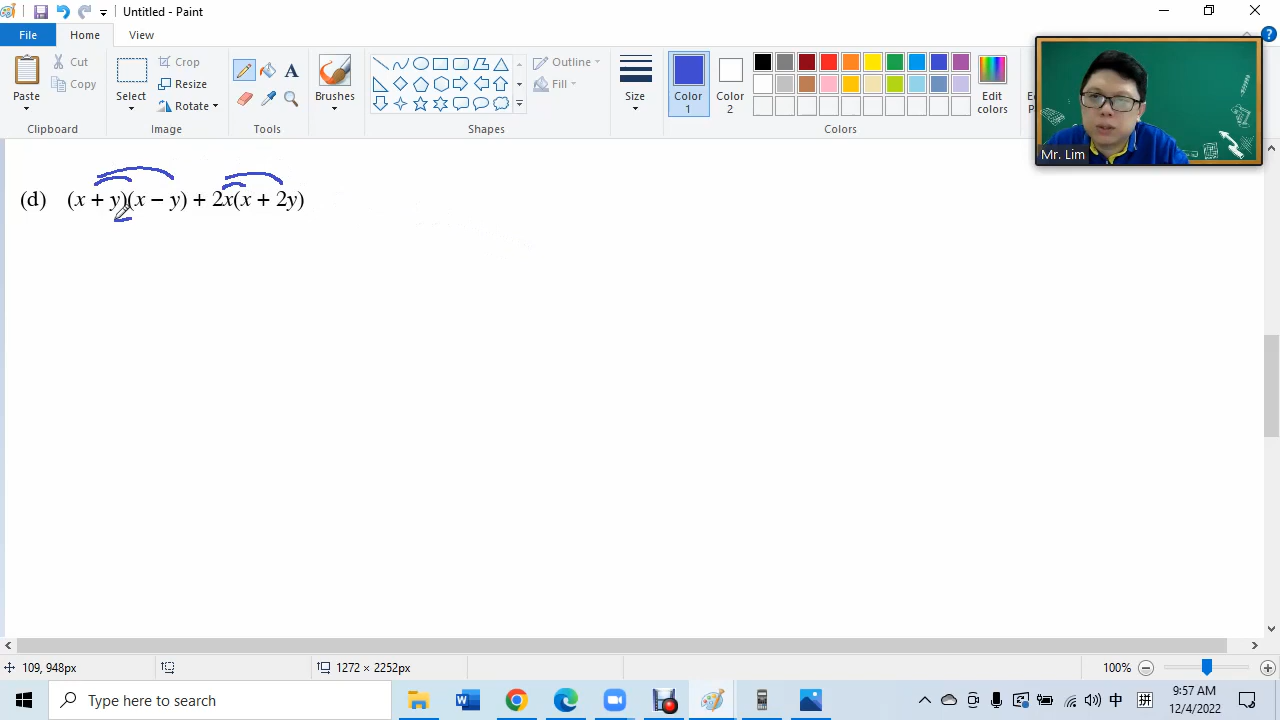 Untitled - Paint
File Home View
Paste Cut Copy Clipboard
Select Crop Resize Rotate Image
Tools
Brushes
Outline Fill Shapes
Size
Color 1 Color 2 Edit colors Colors
Mr. Lim
(d) (x + y)(x − y) + 2x(x + 2y)
109, 948px 1272 × 2252px 100%
Type here to search
中 拼 9:57 AM
12/4/2022